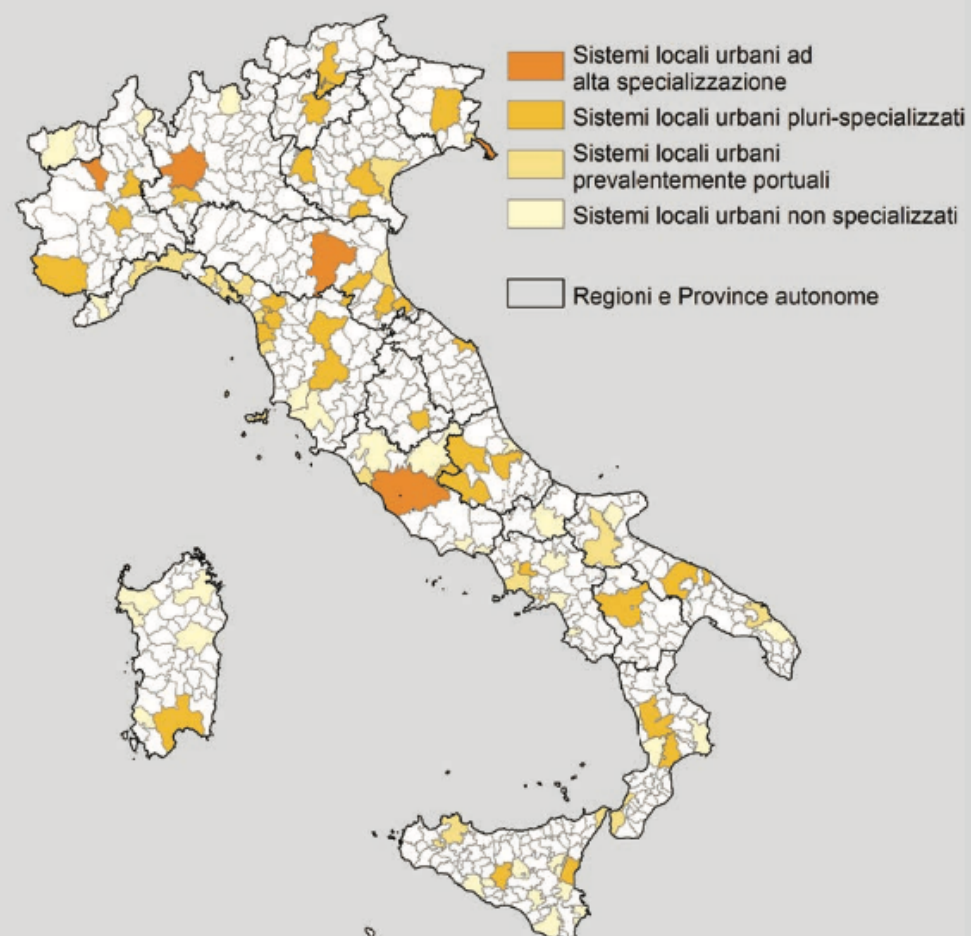 Sistemi locali urbani ad
alta specializzazione
Sistemi locali urbani pluri-specializzati
Sistemi locali urbani
prevalentemente portuali
Sistemi locali urbani non specializzati
Regioni e Province autonome